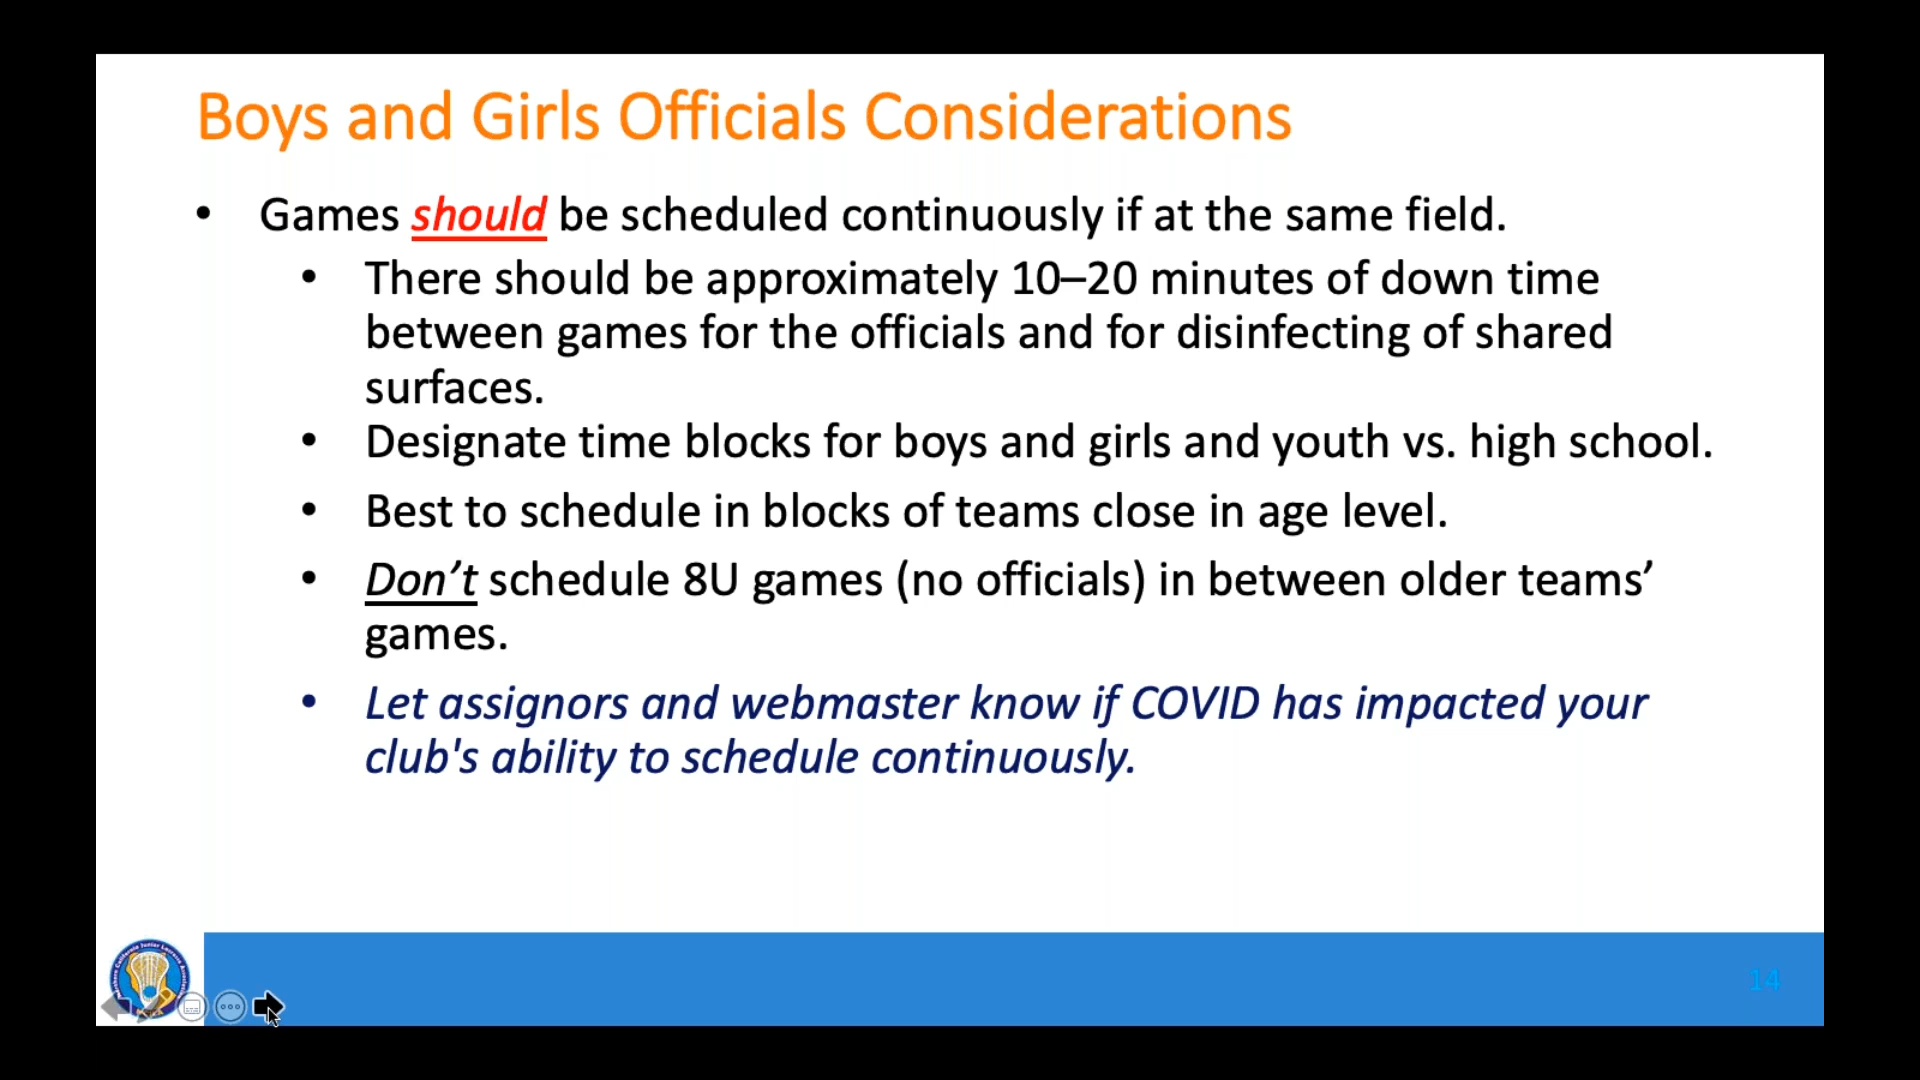 Boys and Girls Officials Considerations
• Games should be scheduled continuously if at the same field.
• There should be approximately 10–20 minutes of down time
between games for the officials and for disinfecting of shared
surfaces.
• Designate time blocks for boys and girls and youth vs. high school.
• Best to schedule in blocks of teams close in age level.
• Don’t schedule 8U games (no officials) in between older teams’
games.
• Let assignors and webmaster know if COVID has impacted your
club's ability to schedule continuously.
14